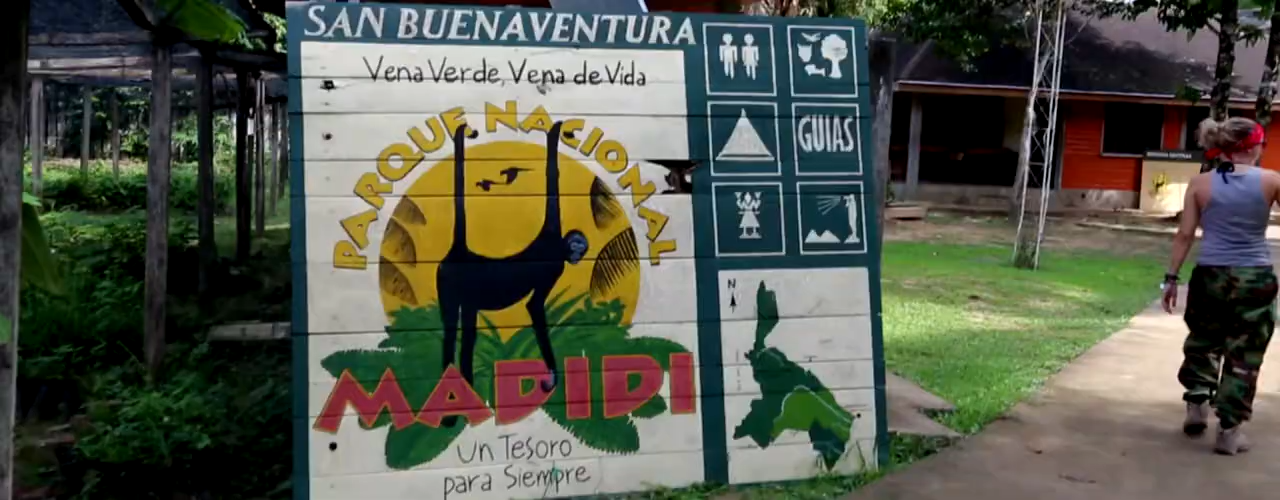 SAN BUENAVENTURA
Vena Verde, Vena de Vida
PARQUE NACIONAL
MADIDI
Un Tesoro
para Siempre
GUIAS
N